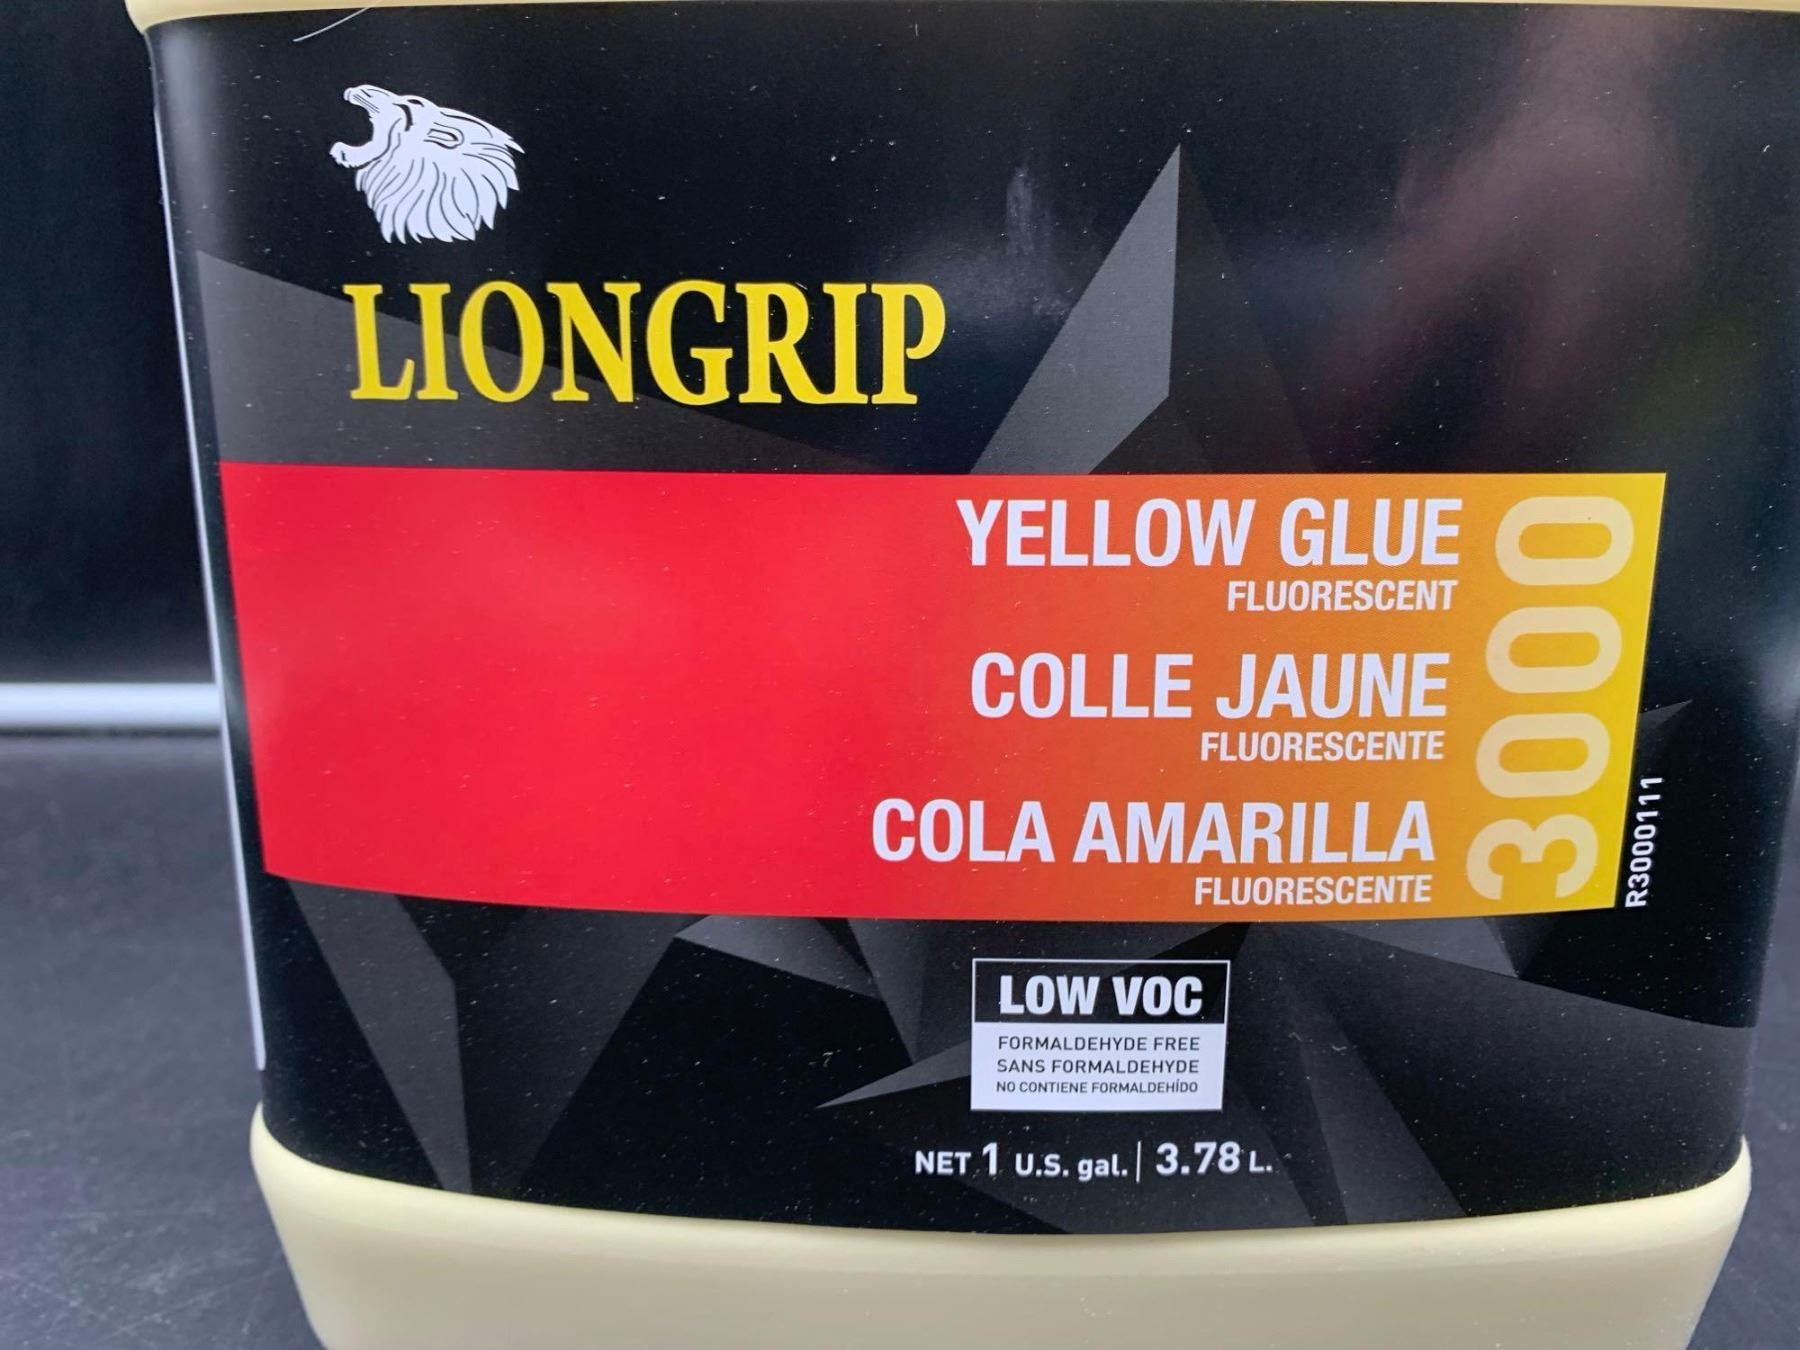 LIONGRIP
YELLOW GLUE
FLUORESCENT
COLLE JAUNE
FLUORESCENTE
COLA AMARILLA
FLUORESCENTE
3000
R3000111
LOW VOC
FORMALDEHYDE FREE
SANS FORMALDEHYDE
NO CONTIENE FORMALDEHÍDO
NET 1 U.S. gal. | 3.78 L.